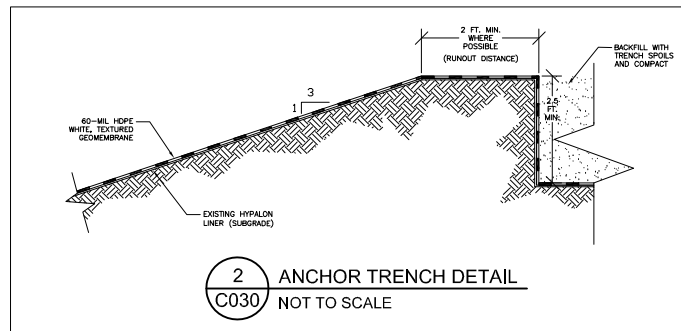 2 FT. MIN.
WHERE
POSSIBLE
(RUNOUT DISTANCE)
BACKFILL WITH
TRENCH SPOILS
AND COMPACT
3
1
2.5
FT.
MIN.
60-MIL HDPE
WHITE, TEXTURED
GEOMEMBRANE
EXISTING HYPALON
LINER (SUBGRADE)
2
C030
ANCHOR TRENCH DETAIL
NOT TO SCALE